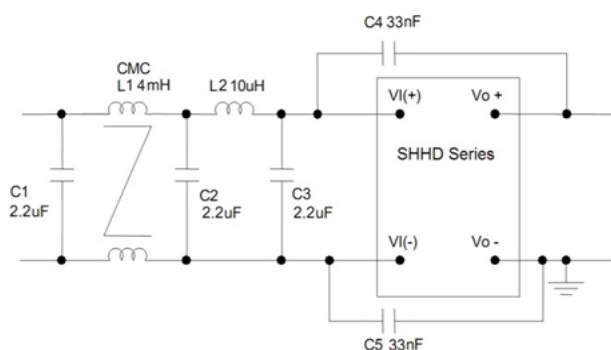 C4 33nF
CMC
L1 4mH
L2 10uH
VI(+)
Vo +
SHHD Series
C1
2.2uF
C2
2.2uF
C3
2.2uF
VI(-)
Vo -
C5 33nF